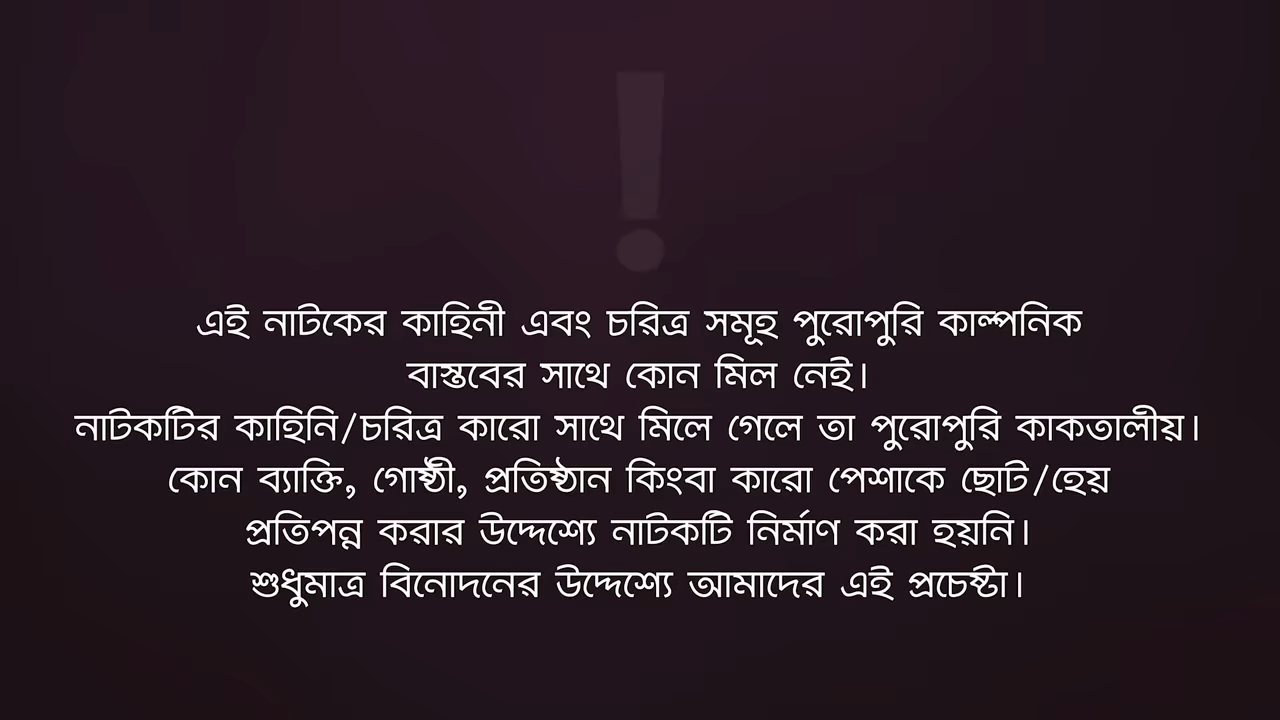 এই নাটকের কাহিনী এবং চরিত্র সমূহ পুরোপুরি কাল্পনিক
বাস্তবের সাথে কোন মিল নেই।
নাটকটির কাহিনি/চরিত্র কারো সাথে মিলে গেলে তা পুরোপুরি কাকতালীয়।
কোন ব্যাক্তি, গোষ্ঠী, প্রতিষ্ঠান কিংবা কারো পেশাকে ছোট/হেয়
প্রতিপন্ন করার উদ্দেশ্যে নাটকটি নির্মাণ করা হয়নি।
শুধুমাত্র বিনোদনের উদ্দেশ্যে আমাদের এই প্রচেষ্টা।